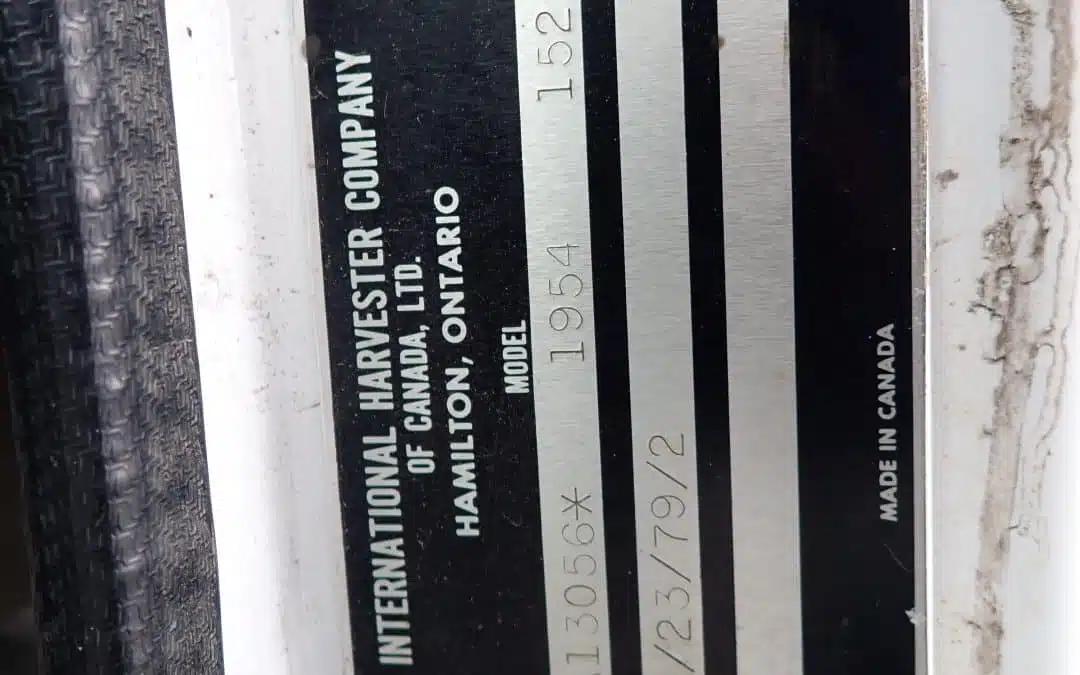 INTERNATIONAL HARVESTER COMPANY
OF CANADA, LTD.
HAMILTON, ONTARIO
MODEL
13056* 1954 152
/23/79/2
MADE IN CANADA